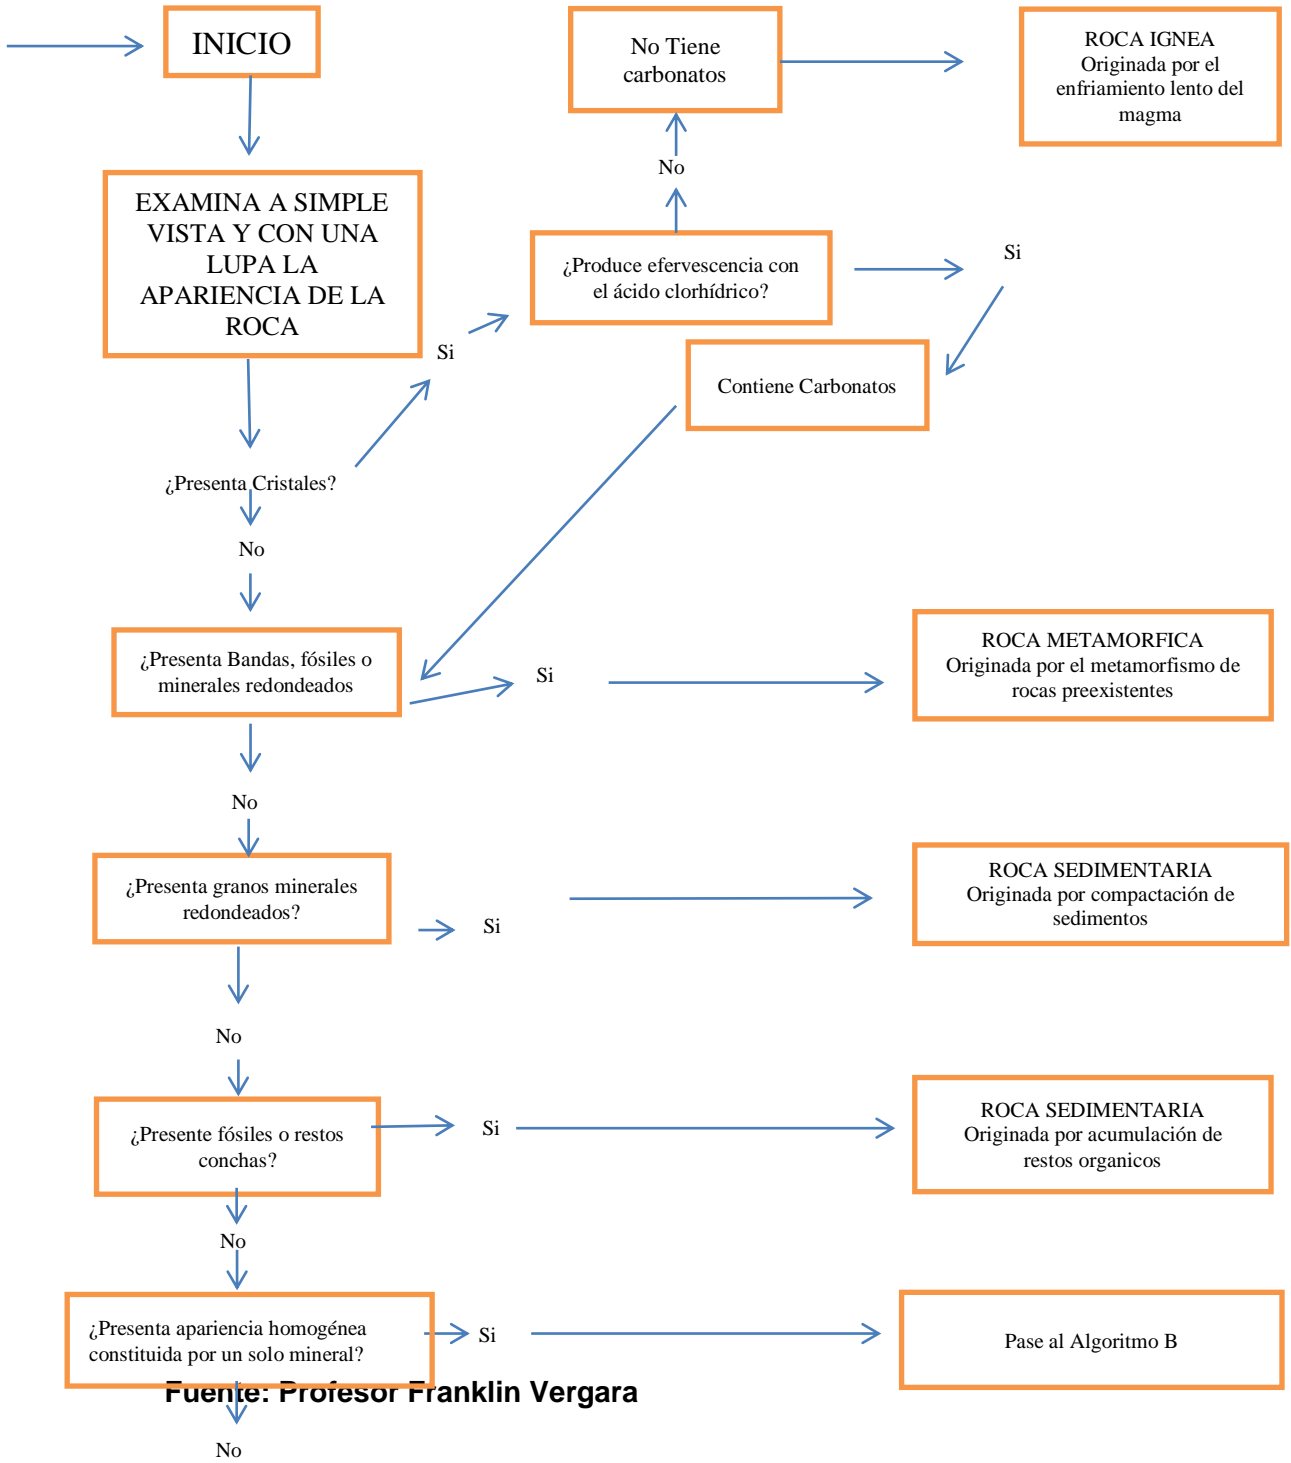 INICIO
No Tiene
carbonatos
ROCA IGNEA
Originada por el
enfriamiento lento del
magma
No
EXAMINA A SIMPLE
VISTA Y CON UNA
LUPA LA
APARIENCIA DE LA
ROCA
¿Produce efervescencia con
el ácido clorhídrico?
Si
Si
Contiene Carbonatos
¿Presenta Cristales?
No
¿Presenta Bandas, fósiles o
minerales redondeados
Si
ROCA METAMORFICA
Originada por el metamorfismo de
rocas preexistentes
No
¿Presenta granos minerales
redondeados?
Si
ROCA SEDIMENTARIA
Originada por compactación de
sedimentos
No
¿Presente fósiles o restos
conchas?
Si
ROCA SEDIMENTARIA
Originada por acumulación de
restos organicos
No
¿Presenta apariencia homogénea
constituida por un solo mineral?
Si
Pase al Algoritmo B
Fuente: Profesor Franklin Vergara
No